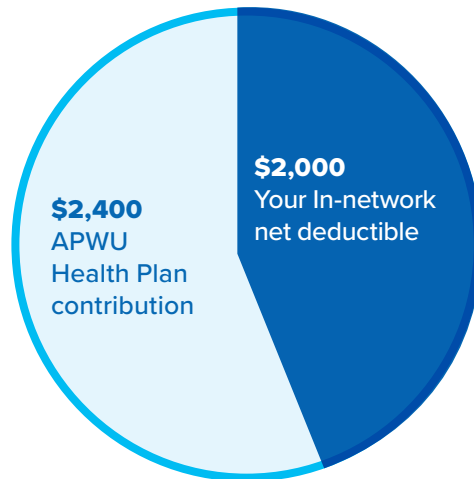 $2,000
Your In-network
net deductible
$2,400
APWU
Health Plan
contribution